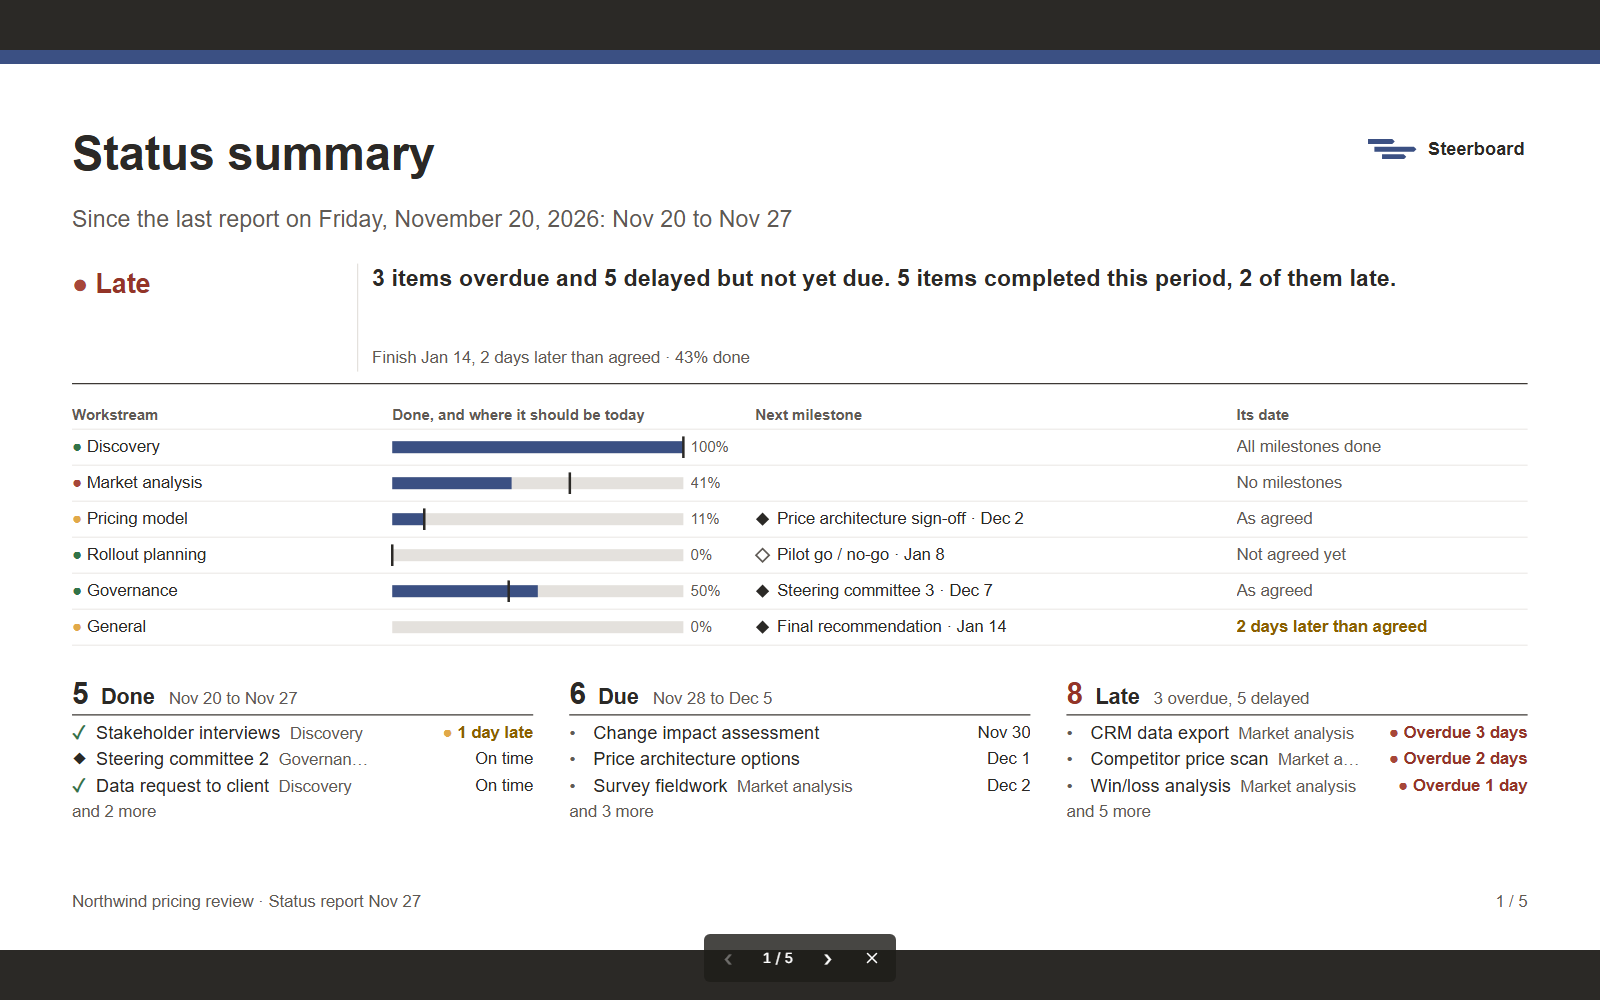 Status summary
Steerboard
Since the last report on Friday, November 20, 2026: Nov 20 to Nov 27
● Late
3 items overdue and 5 delayed but not yet due. 5 items completed this period, 2 of them late.
Finish Jan 14, 2 days later than agreed · 43% done
Workstream Done, and where it should be today Next milestone Its date
● Discovery 100% All milestones done
● Market analysis 41% No milestones
● Pricing model 11% ◆ Price architecture sign-off · Dec 2 As agreed
● Rollout planning 0% ◇ Pilot go / no-go · Jan 8 Not agreed yet
● Governance 50% ◆ Steering committee 3 · Dec 7 As agreed
● General 0% ◆ Final recommendation · Jan 14 2 days later than agreed
5 Done Nov 20 to Nov 27
✓ Stakeholder interviews Discovery ● 1 day late
◆ Steering committee 2 Governan… On time
✓ Data request to client Discovery On time
and 2 more
6 Due Nov 28 to Dec 5
• Change impact assessment Nov 30
• Price architecture options Dec 1
• Survey fieldwork Market analysis Dec 2
and 3 more
8 Late 3 overdue, 5 delayed
• CRM data export Market analysis ● Overdue 3 days
• Competitor price scan Market a… ● Overdue 2 days
• Win/loss analysis Market analysis ● Overdue 1 day
and 5 more
Northwind pricing review · Status report Nov 27
1 / 5
‹ 1 / 5 › ×